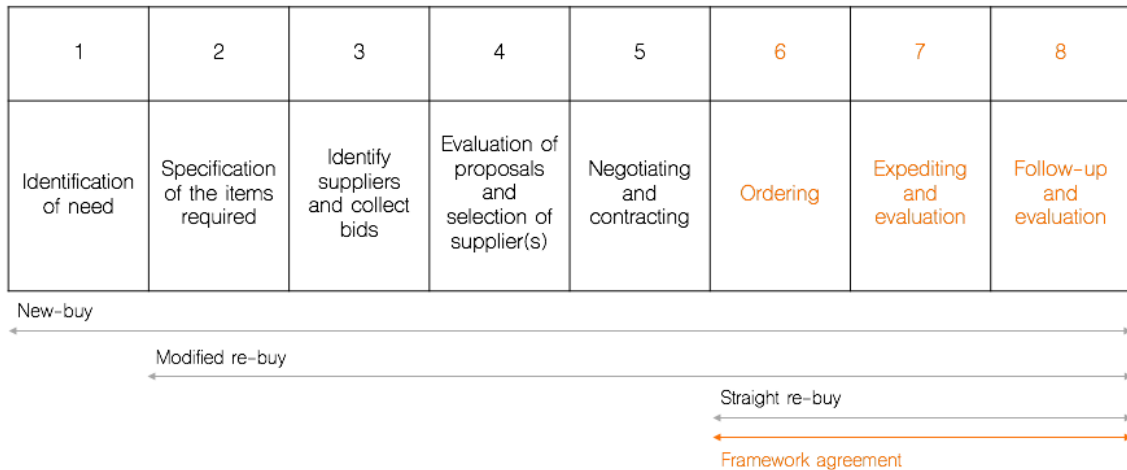 1
2
3
4
5
6
7
8
Identification
of need
Specification
of the items
required
Identify
suppliers
and collect
bids
Evaluation of
proposals
and
selection of
supplier(s)
Negotiating
and
contracting
Ordering
Expediting
and
evaluation
Follow-up
and
evaluation
New-buy
Modified re-buy
Straight re-buy
Framework agreement